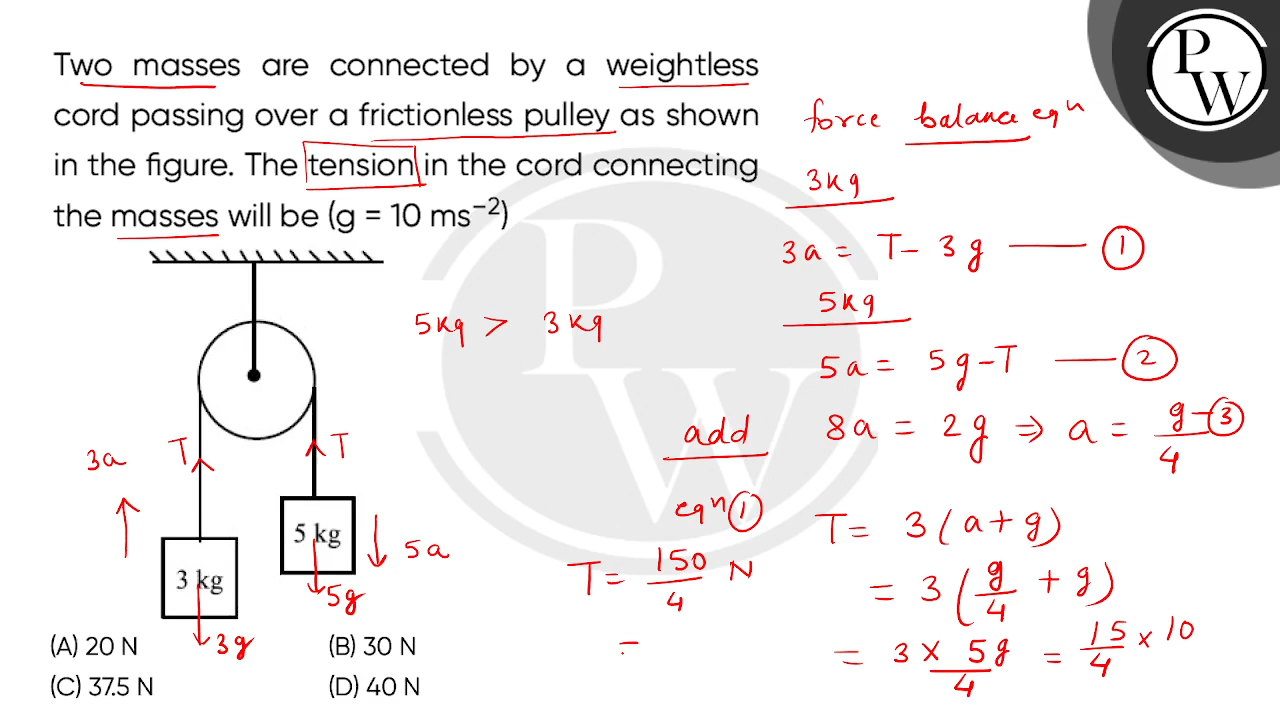 Two masses are connected by a weightless
cord passing over a frictionless pulley as shown
in the figure. The tension in the cord connecting
the masses will be (g = 10 ms⁻²)
5kg > 3kg
T T
3a
3 kg
3g
5 kg
5g
5a
(A) 20 N (B) 30 N
(C) 37.5 N (D) 40 N
force balance eqⁿ
3kg
3a = T - 3g —— ①
5kg
5a = 5g - T —— ②
add
8a = 2g ⇒ a = g/4 - ③
eqⁿ ①
T = 3(a+g)
= 3(g/4 + g)
= 3 × 5g/4 = 15/4 × 10
T = 150/4 N
=
PW
PW